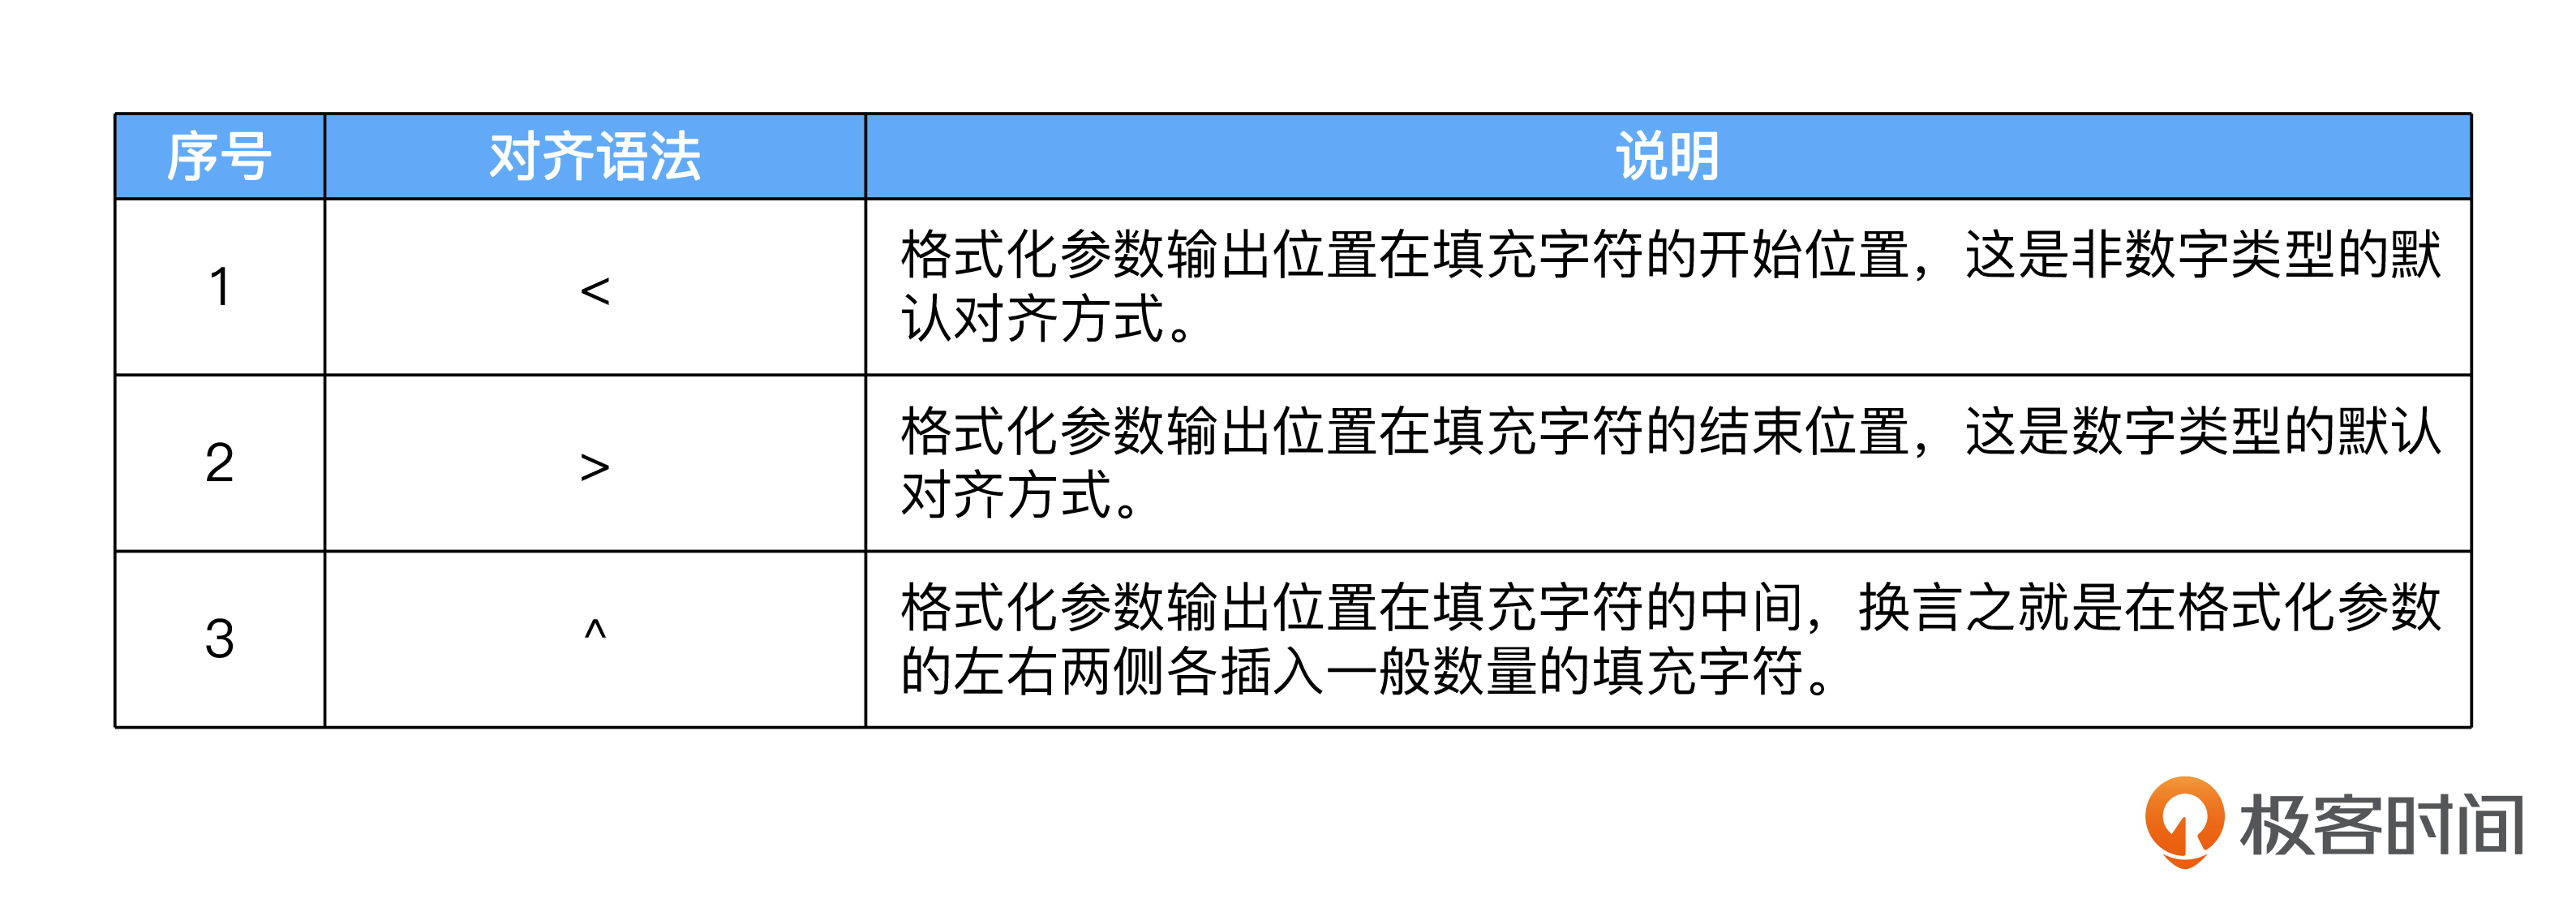 序号 对齐语法 说明
1 < 格式化参数输出位置在填充字符的开始位置，这是非数字类型的默
认对齐方式。
2 > 格式化参数输出位置在填充字符的结束位置，这是数字类型的默认
对齐方式。
3 ^ 格式化参数输出位置在填充字符的中间，换言之就是在格式化参数
的左右两侧各插入一般数量的填充字符。
极客时间